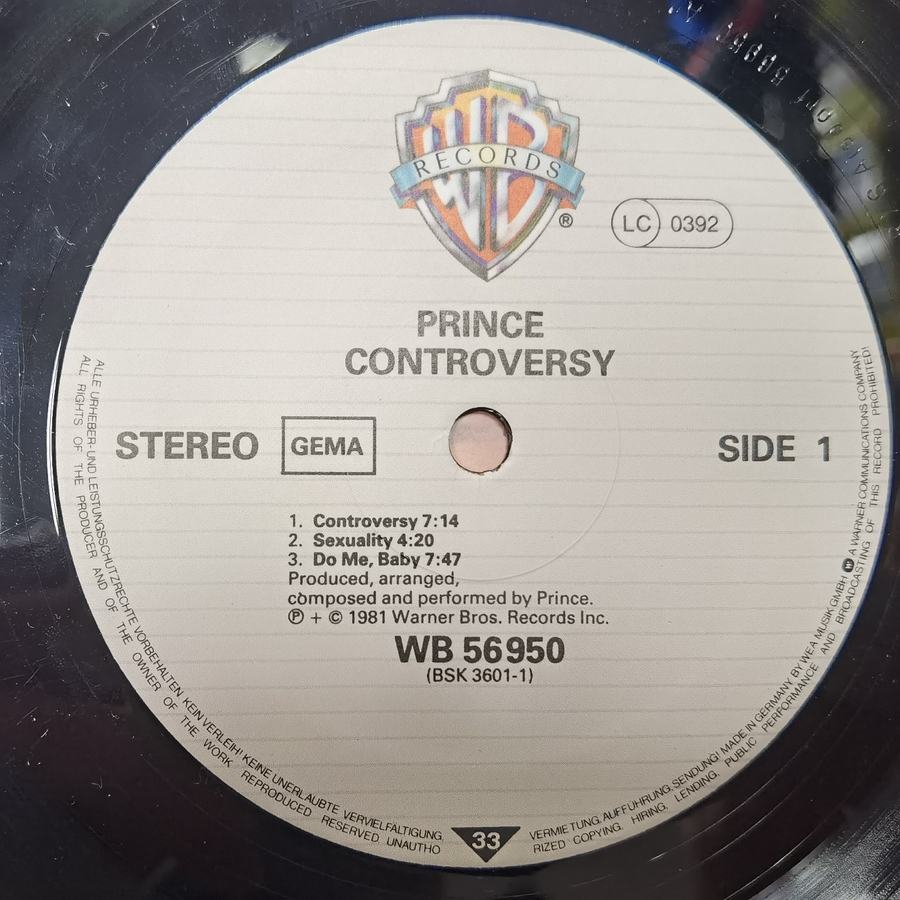 WB
RECORDS
®
LC 0392
PRINCE
CONTROVERSY
STEREO GEMA SIDE 1
1. Controversy 7:14
2. Sexuality 4:20
3. Do Me, Baby 7:47
Produced, arranged,
composed and performed by Prince.
℗ + © 1981 Warner Bros. Records Inc.
WB 56950
(BSK 3601-1)
33
ALLE URHEBER- UND LEISTUNGSSCHUTZRECHTE VORBEHALTEN KEIN VERLEIH! KEINE UNERLAUBTE VERVIELFÄLTIGUNG, VERMIETUNG, AUFFÜHRUNG, SENDUNG! MADE IN GERMANY BY WEA MUSIK GMBH A WARNER COMMUNICATIONS COMPANY
ALL RIGHTS OF THE PRODUCER AND OF THE OWNER OF THE WORK REPRODUCED RESERVED. UNAUTHORIZED COPYING, HIRING, LENDING, PUBLIC PERFORMANCE AND BROADCASTING OF THIS RECORD PROHIBITED!